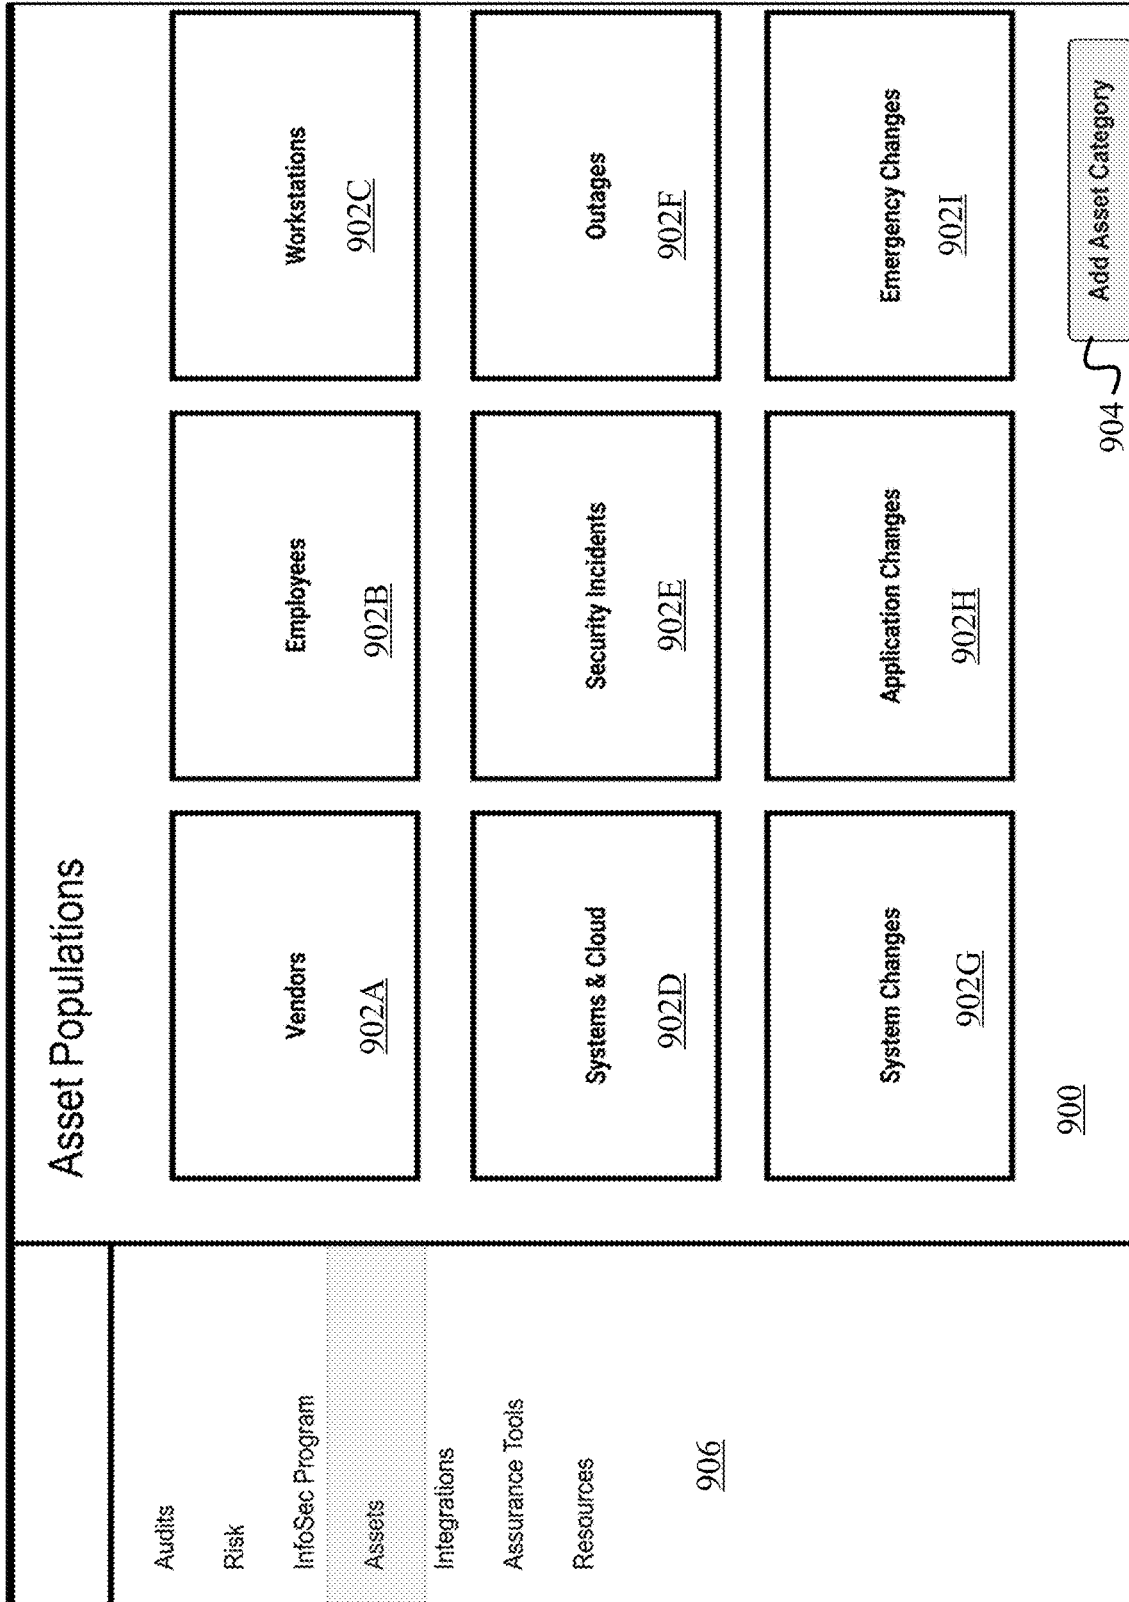 Audits
Risk
InfoSec Program
Assets
Integrations
Assurance Tools
Resources
906
Asset Populations
Vendors
902A
Employees
902B
Workstations
902C
Systems & Cloud
902D
Security Incidents
902E
Outages
902F
System Changes
902G
Application Changes
902H
Emergency Changes
902I
900
904
Add Asset Category